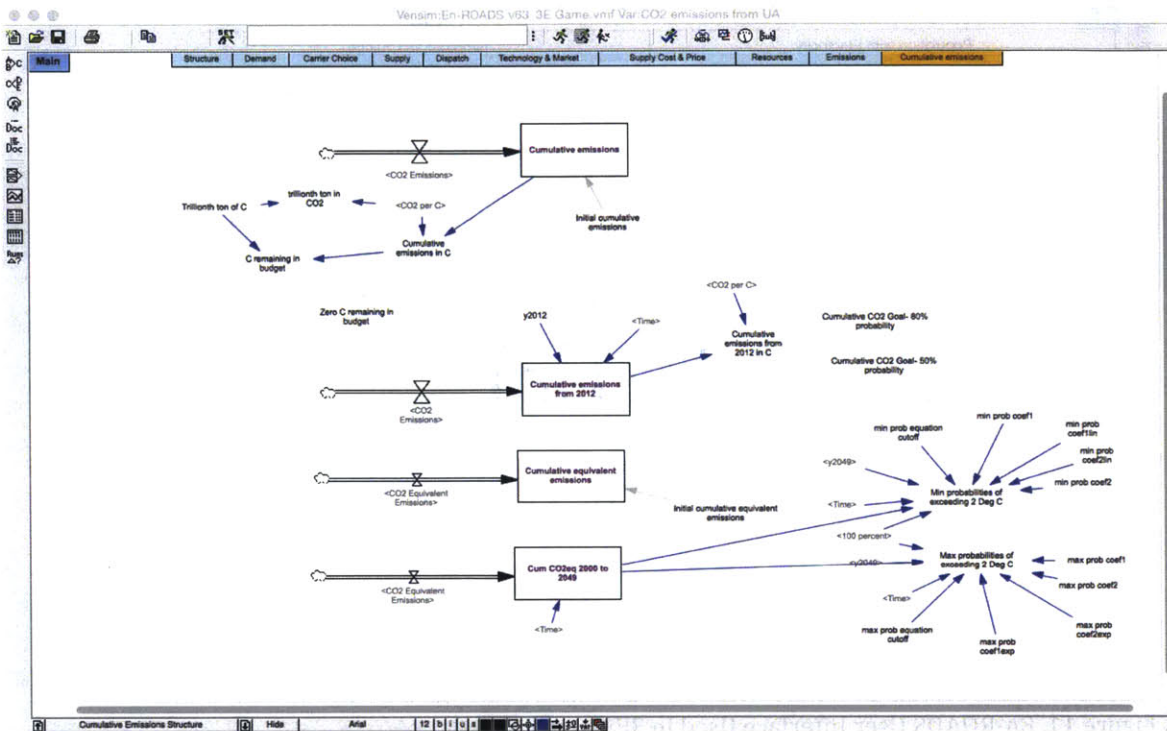 Vensim:En-ROADS v63 3E Game.vmf Var:CO2 emissions from UA
SET
Main
Structure
Demand
Carrier Choice
Supply
Dispatch
Technology & Market
Supply Cost & Price
Resources
Emissions
Cumulative emissions
Doc
Doc
Runs
Cumulative emissions
<CO2 Emissions>
Trillionth ton of C
trillionth ton in
CO2
<CO2 per C>
Initial cumulative
emissions
Cumulative
emissions in C
C remaining in
budget
Zero C remaining in
budget
y2012
<Time>
<CO2 per C>
Cumulative
emissions from
2012 in C
Cumulative CO2 Goal- 80%
probability
Cumulative CO2 Goal- 50%
probability
Cumulative emissions
from 2012
<CO2
Emissions>
Cumulative equivalent
emissions
<CO2 Equivalent
Emissions>
Initial cumulative equivalent
emissions
min prob equation
cutoff
min prob coef1
min prob
coef1lin
min prob
coef2lin
min prob coef2
<y2049>
<Time>
Min probabilities of
exceeding 2 Deg C
<100 percent>
Cum CO2eq 2000 to
2049
<CO2 Equivalent
Emissions>
<Time>
<y2049>
Max probabilities of
exceeding 2 Deg C
max prob coef1
max prob coef2
<Time>
max prob equation
cutoff
max prob
coef1exp
max prob
coef2exp
Cumulative Emissions Structure
Hide
Arial
12
b
i
u
s